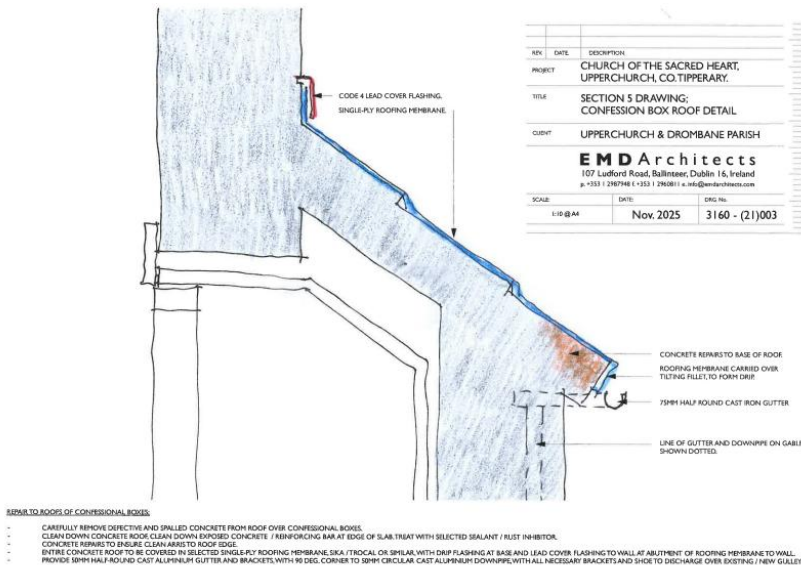 REV. DATE. DESCRIPTION.
PROJECT CHURCH OF THE SACRED HEART,
UPPERCHURCH, CO.TIPPERARY.
TITLE SECTION 5 DRAWING;
CONFESSION BOX ROOF DETAIL
CLIENT UPPERCHURCH & DROMBANE PARISH
EMD Architects
107 Ludford Road, Ballinteer, Dublin 16, Ireland
p. +353 1 2987948 f. +353 1 2960811 e. info@emdarchitects.com
SCALE: DATE: DRG. No.
1:10 @ A4 Nov. 2025 3160 - (21)003
CODE 4 LEAD COVER FLASHING.
SINGLE-PLY ROOFING MEMBRANE.
CONCRETE REPAIRS TO BASE OF ROOF.
ROOFING MEMBRANE CARRIED OVER
TILTING FILLET, TO FORM DRIP.
75MM HALF ROUND CAST IRON GUTTER
LINE OF GUTTER AND DOWNPIPE ON GABLE
SHOWN DOTTED.
REPAIR TO ROOFS OF CONFESSIONAL BOXES;
- CAREFULLY REMOVE DEFECTIVE AND SPALLED CONCRETE FROM ROOF OVER CONFESSIONAL BOXES.
- CLEAN DOWN CONCRETE ROOF, CLEAN DOWN EXPOSED CONCRETE / REINFORCING BAR AT EDGE OF SLAB. TREAT WITH SELECTED SEALANT / RUST INHIBITOR.
- CONCRETE REPAIRS TO ENSURE CLEAN ARRIS TO ROOF EDGE.
- ENTIRE CONCRETE ROOF TO BE COVERED IN SELECTED SINGLE-PLY ROOFING MEMBRANE, SIKA / TROCAL OR SIMILAR, WITH DRIP FLASHING AT BASE AND LEAD COVER FLASHING TO WALL AT ABUTMENT OF ROOFING MEMBRANE TO WALL.
- PROVIDE 50MM HALF-ROUND CAST ALUMINIUM GUTTER AND BRACKETS, WITH 90 DEG. CORNER TO 50MM CIRCULAR CAST ALUMINIUM DOWNPIPE, WITH ALL NECESSARY BRACKETS AND SHOE TO DISCHARGE OVER EXISTING / NEW GULLEY